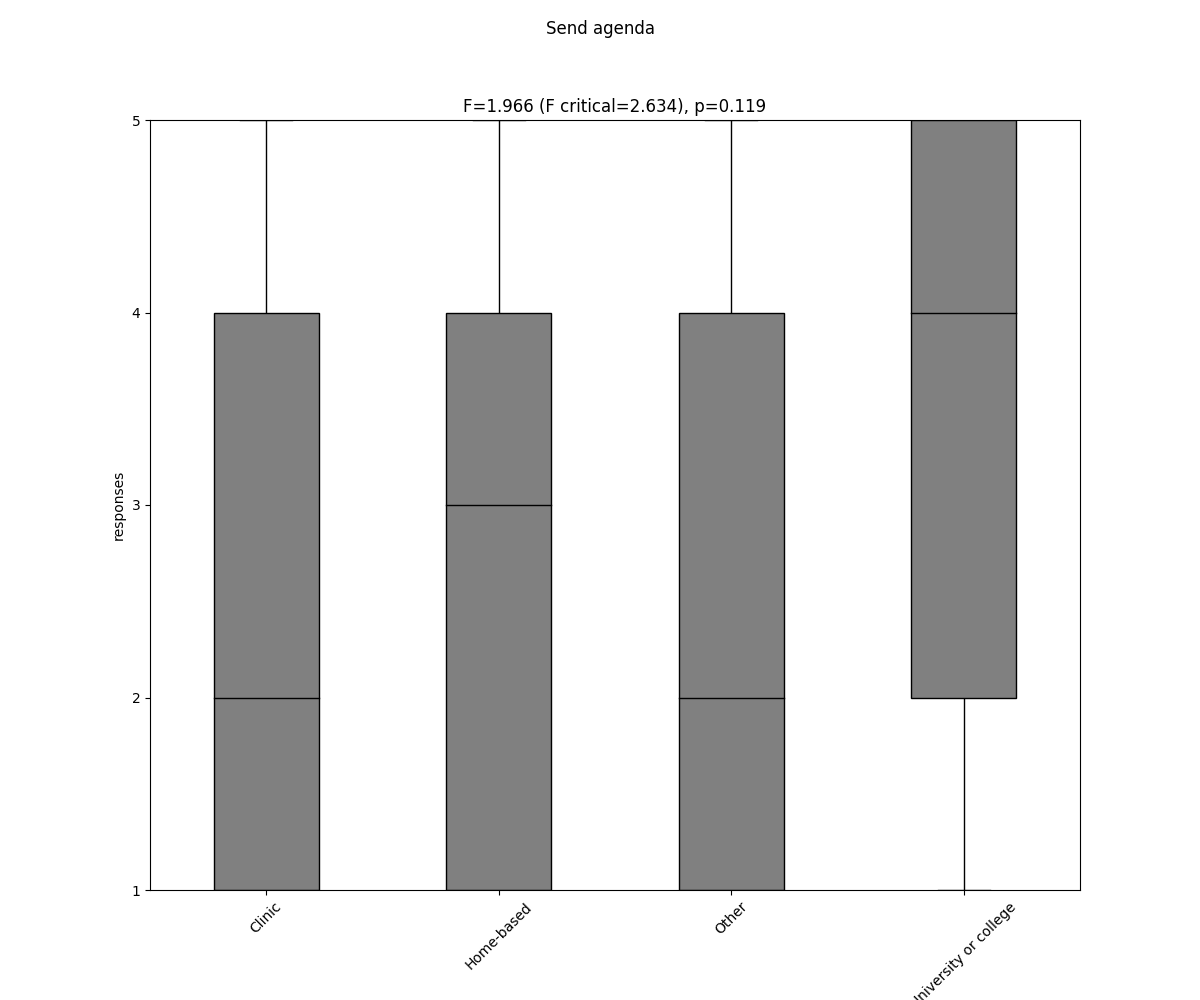 Send agenda
F=1.966 (F critical=2.634), p=0.119
5
4
3
2
1
responses
Clinic
Home-based
Other
or college